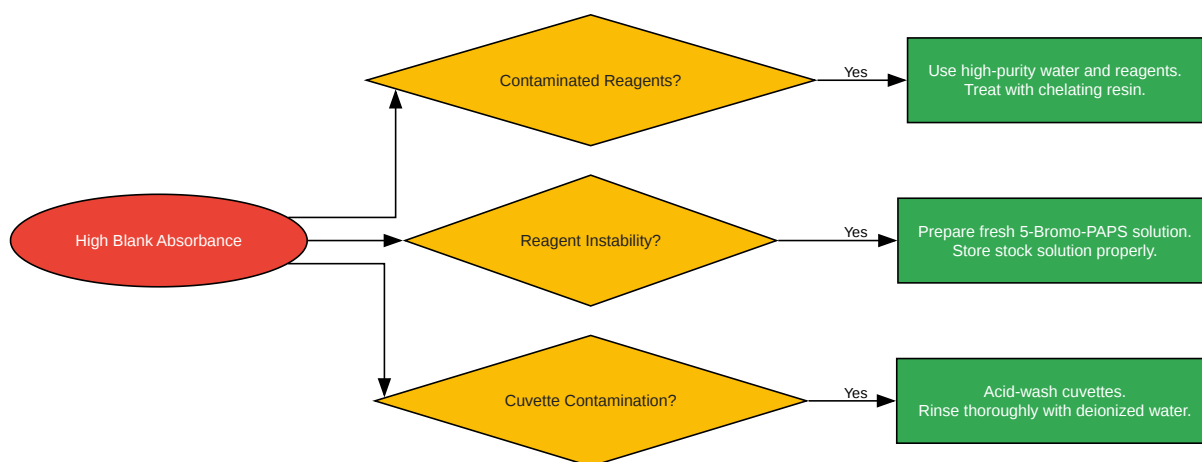 Contaminated Reagents?
Yes
Use high-purity water and reagents.
Treat with chelating resin.
High Blank Absorbance
Reagent Instability?
Yes
Prepare fresh 5-Bromo-PAPS solution.
Store stock solution properly.
Cuvette Contamination?
Yes
Acid-wash cuvettes.
Rinse thoroughly with deionized water.